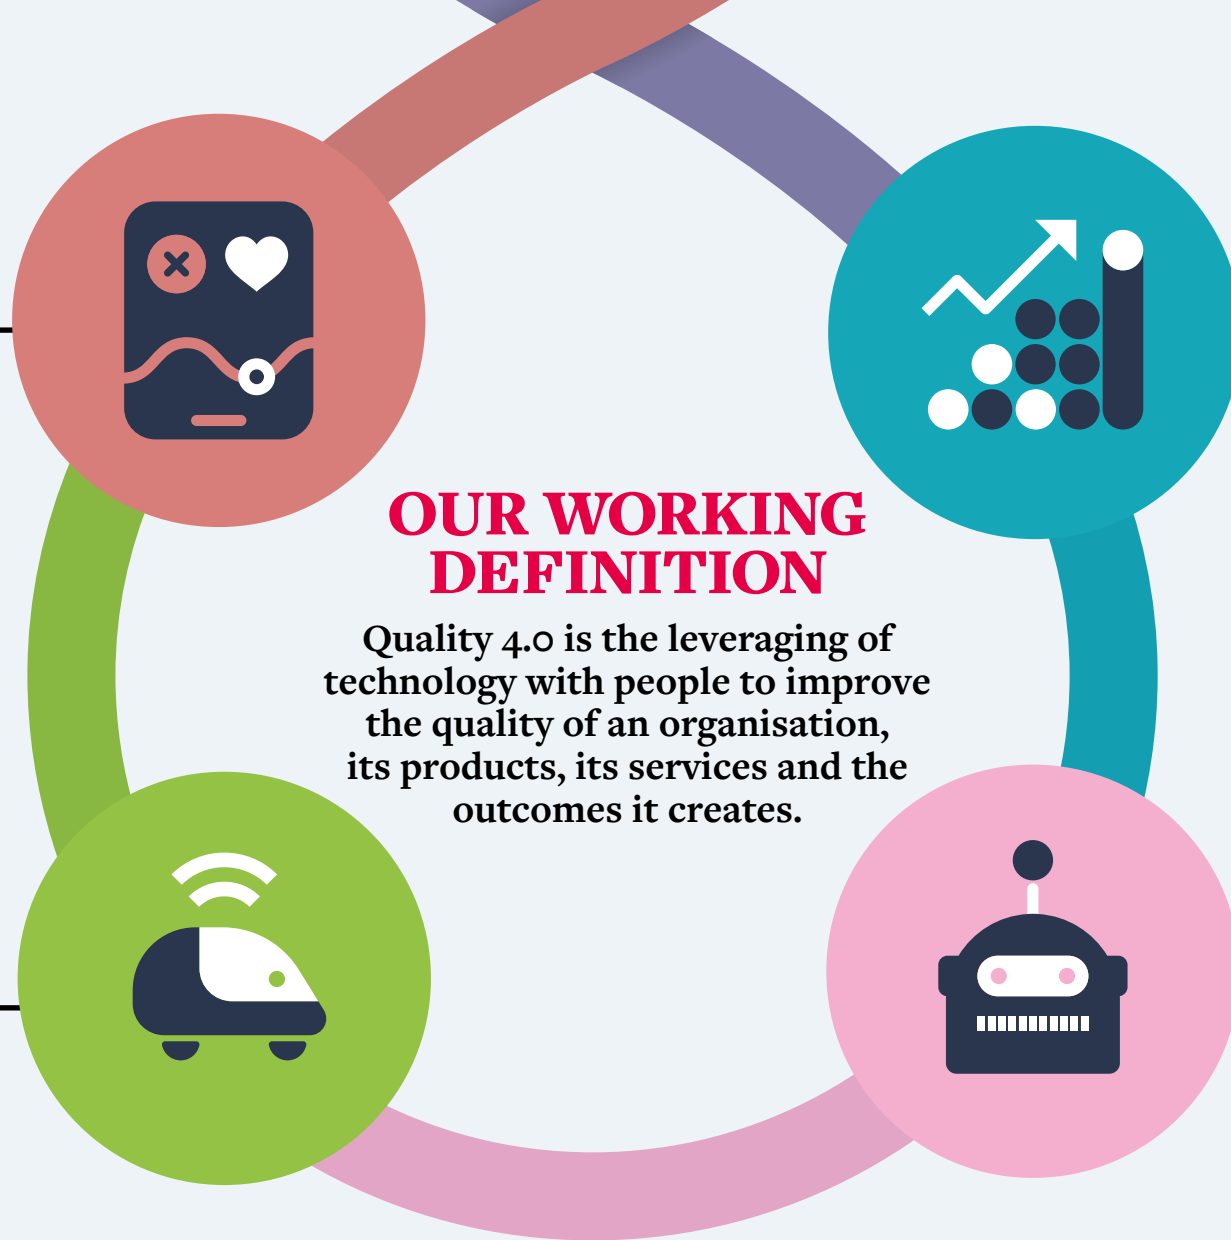 OUR WORKING
DEFINITION
Quality 4.0 is the leveraging of
technology with people to improve
the quality of an organisation,
its products, its services and the
outcomes it creates.